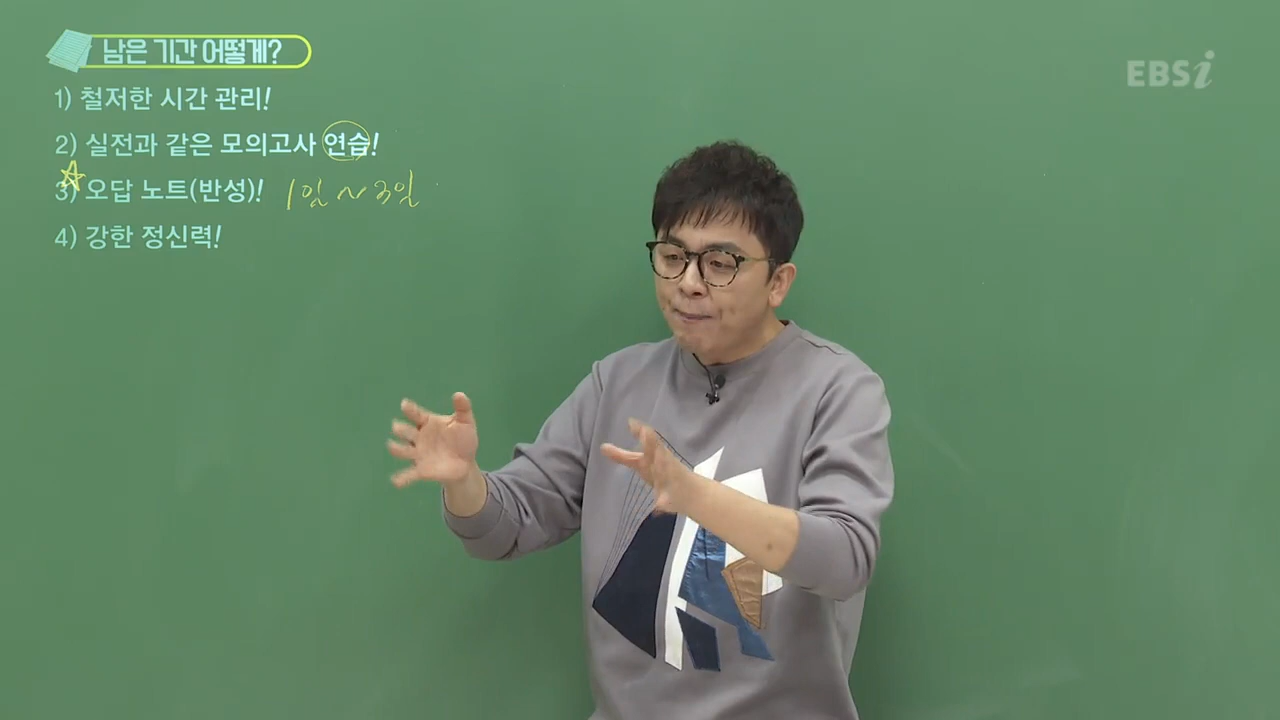 남은 기간 어떻게?
EBSi
1) 철저한 시간 관리!
2) 실전과 같은 모의고사 연습!
3) 오답 노트(반성)! 1일~3일
4) 강한 정신력!